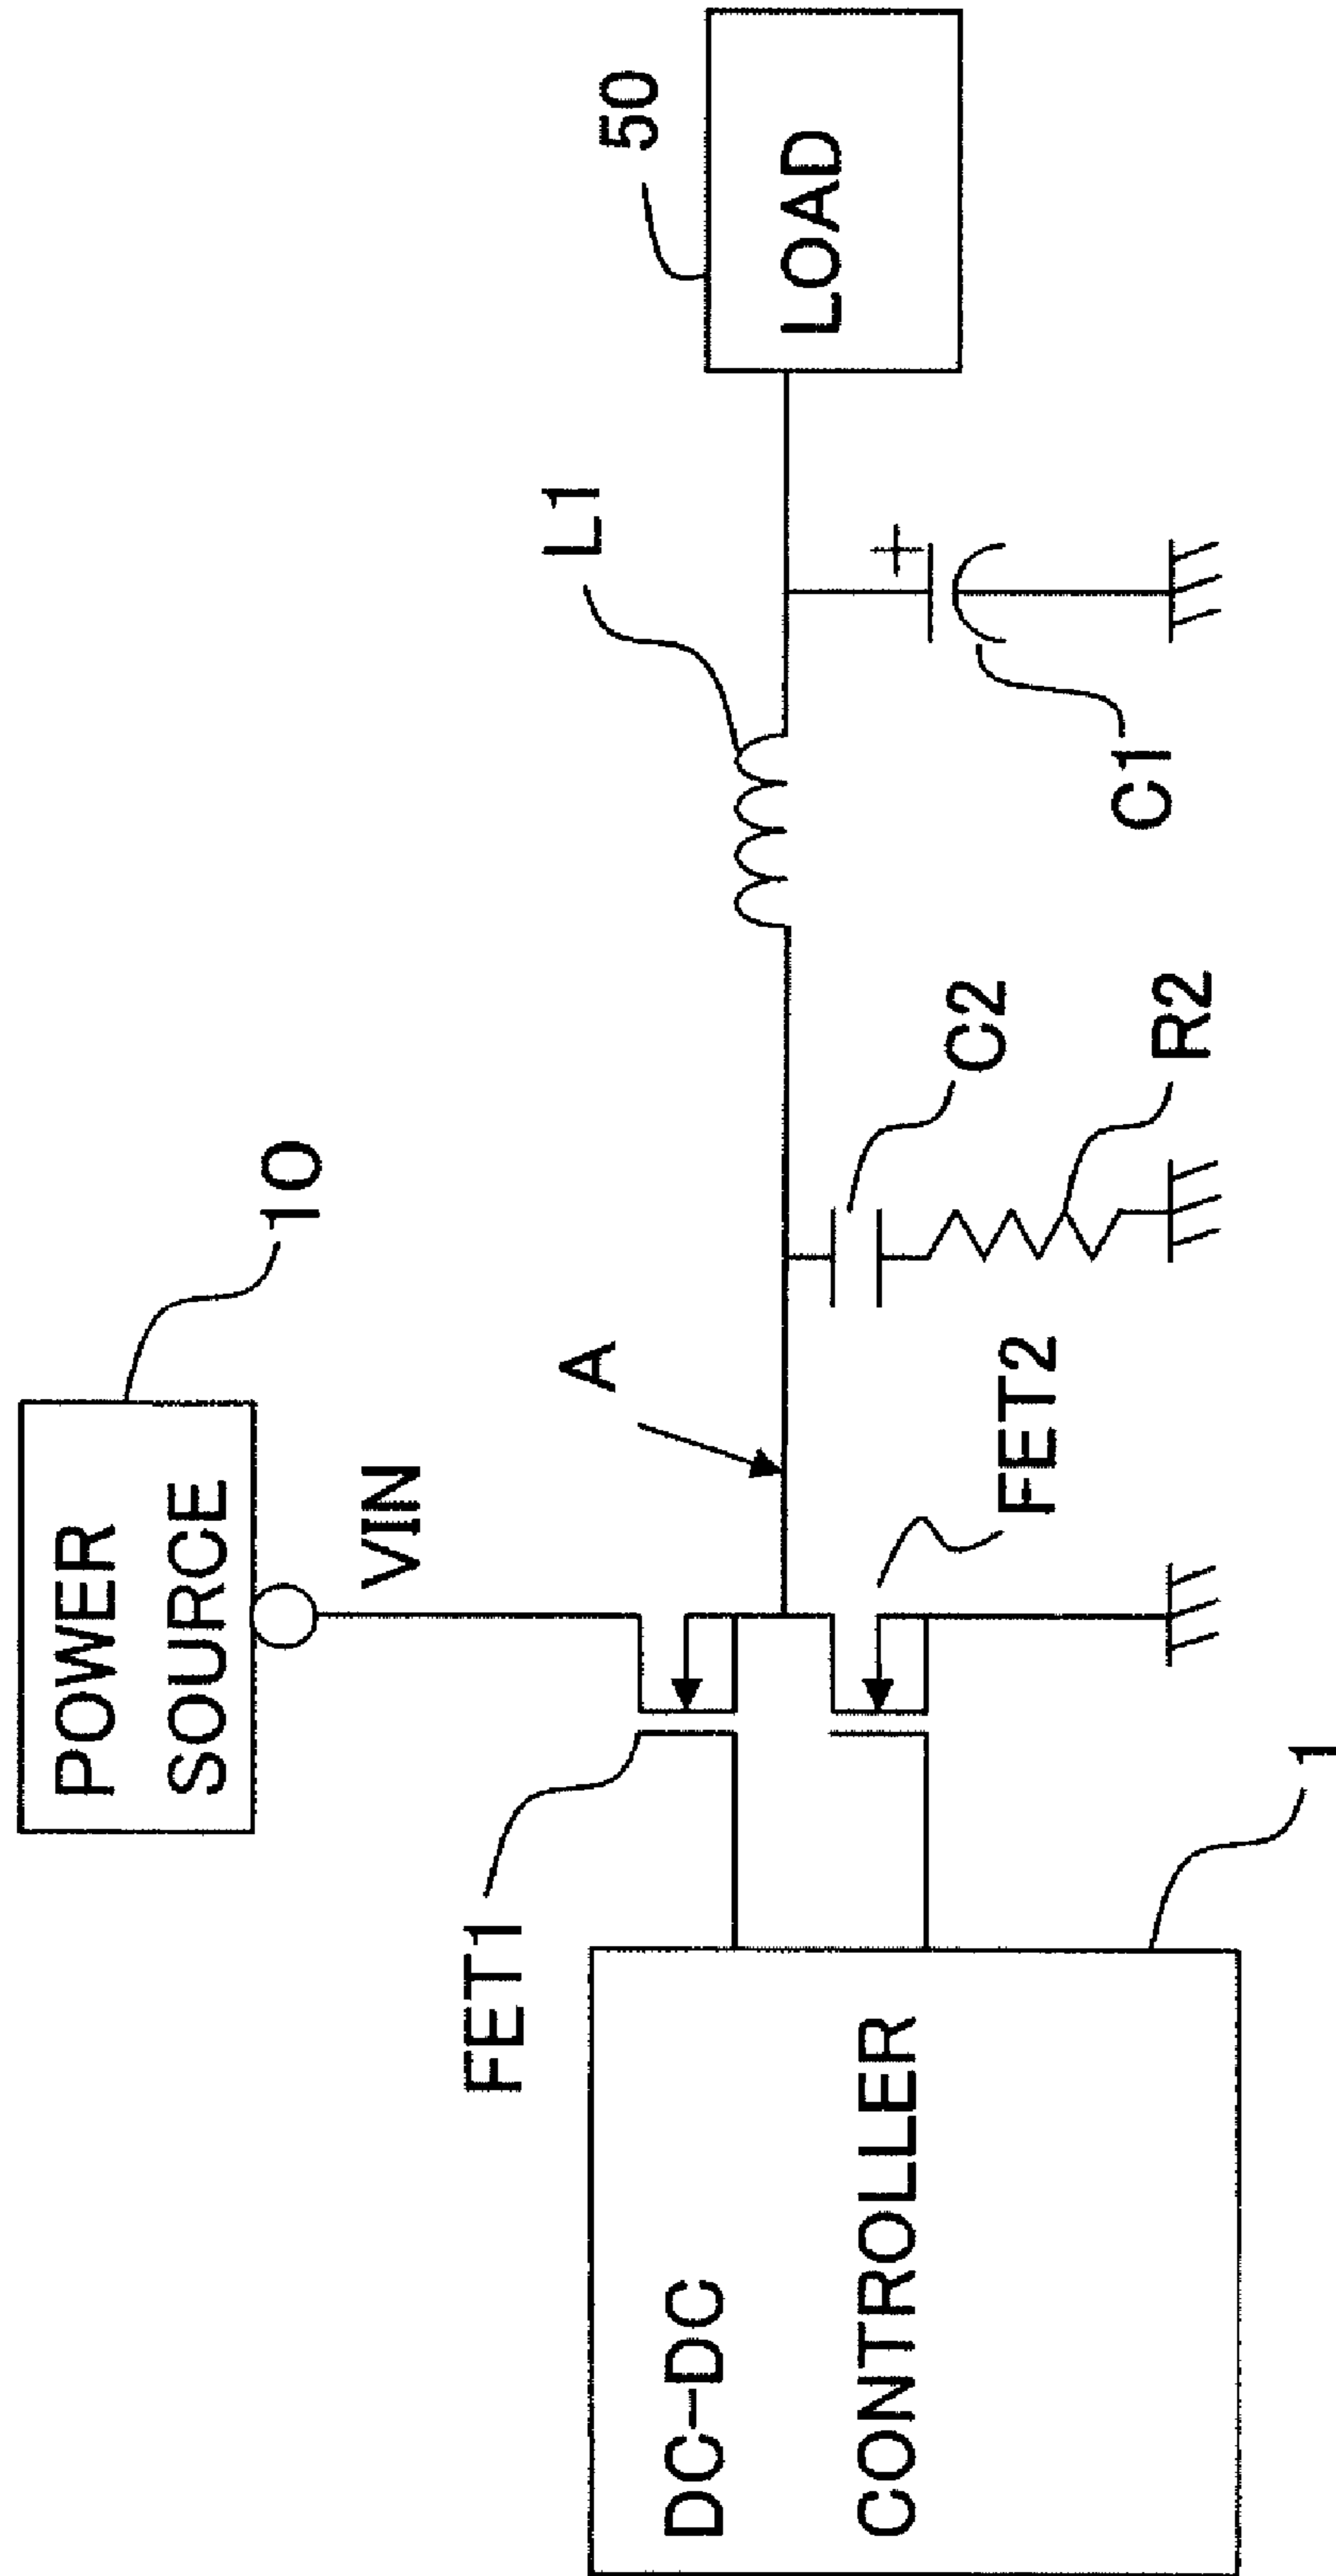 POWER
SOURCE
10
VIN
FET1
A
L1
50
LOAD
FET2
C2
R2
C1
DC-DC
CONTROLLER
1